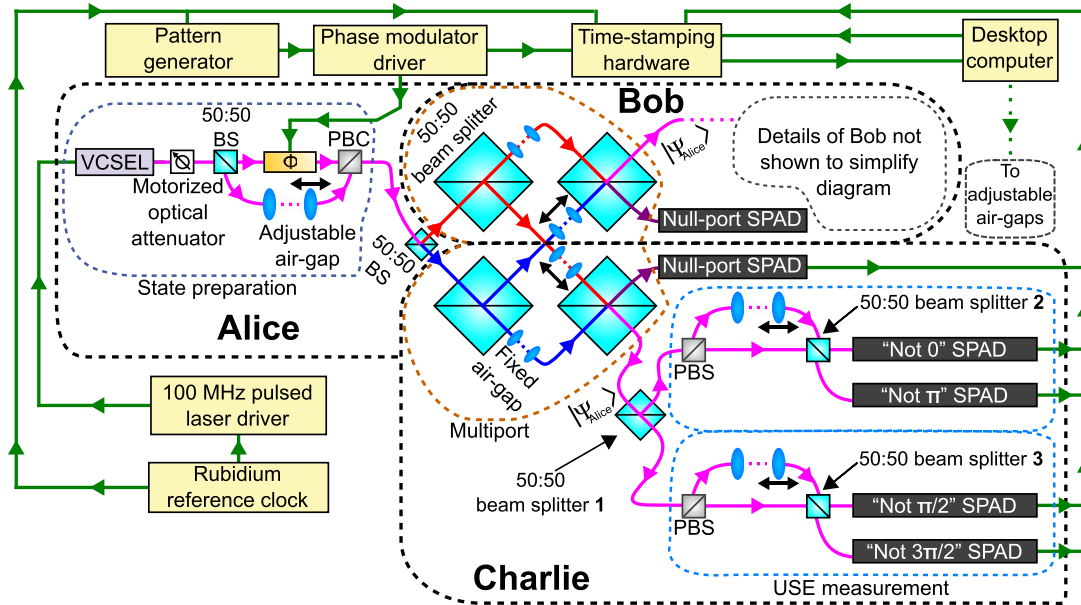 Pattern
generator
Phase modulator
driver
Time-stamping
hardware
Desktop
computer
50:50
BS
VCSEL
Φ
PBC
Motorized
optical
attenuator
Adjustable
air-gap
State preparation
Alice
50:50
BS
50:50
beam splitter
Bob
|Ψ_Alice⟩
Details of Bob not
shown to simplify
diagram
To
adjustable
air-gaps
Null-port SPAD
Null-port SPAD
Fixed
air-gap
Multiport
|Ψ_Alice⟩
50:50
beam splitter 1
50:50 beam splitter 2
PBS
“Not 0” SPAD
“Not π” SPAD
50:50 beam splitter 3
PBS
“Not π/2” SPAD
“Not 3π/2” SPAD
USE measurement
Charlie
100 MHz pulsed
laser driver
Rubidium
reference clock